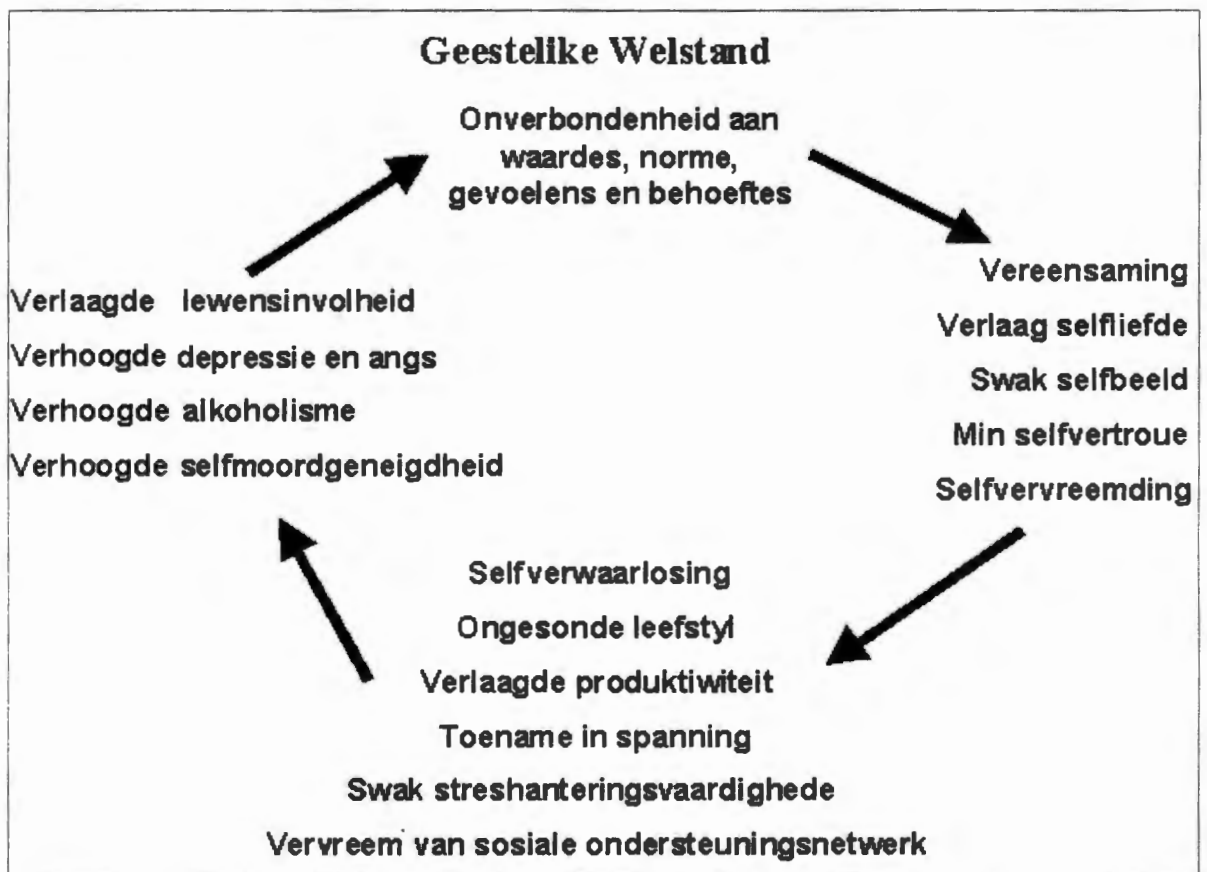 Geestelike Welstand
Onverbondenheid aan
waardes, norme,
gevoelens en behoeftes
Vereensaming
Verlaag selfliefde
Swak selfbeeld
Min selfvertroue
Selfvervreemding
Selfverwaarlosing
Ongesonde leefstyl
Verlaagde produktiwiteit
Toename in spanning
Swak streshanteringsvaardighede
Vervreem van sosiale ondersteuningsnetwerk
Verlaagde lewensinvolheid
Verhoogde depressie en angs
Verhoogde alkoholisme
Verhoogde selfmoordgeneigdheid